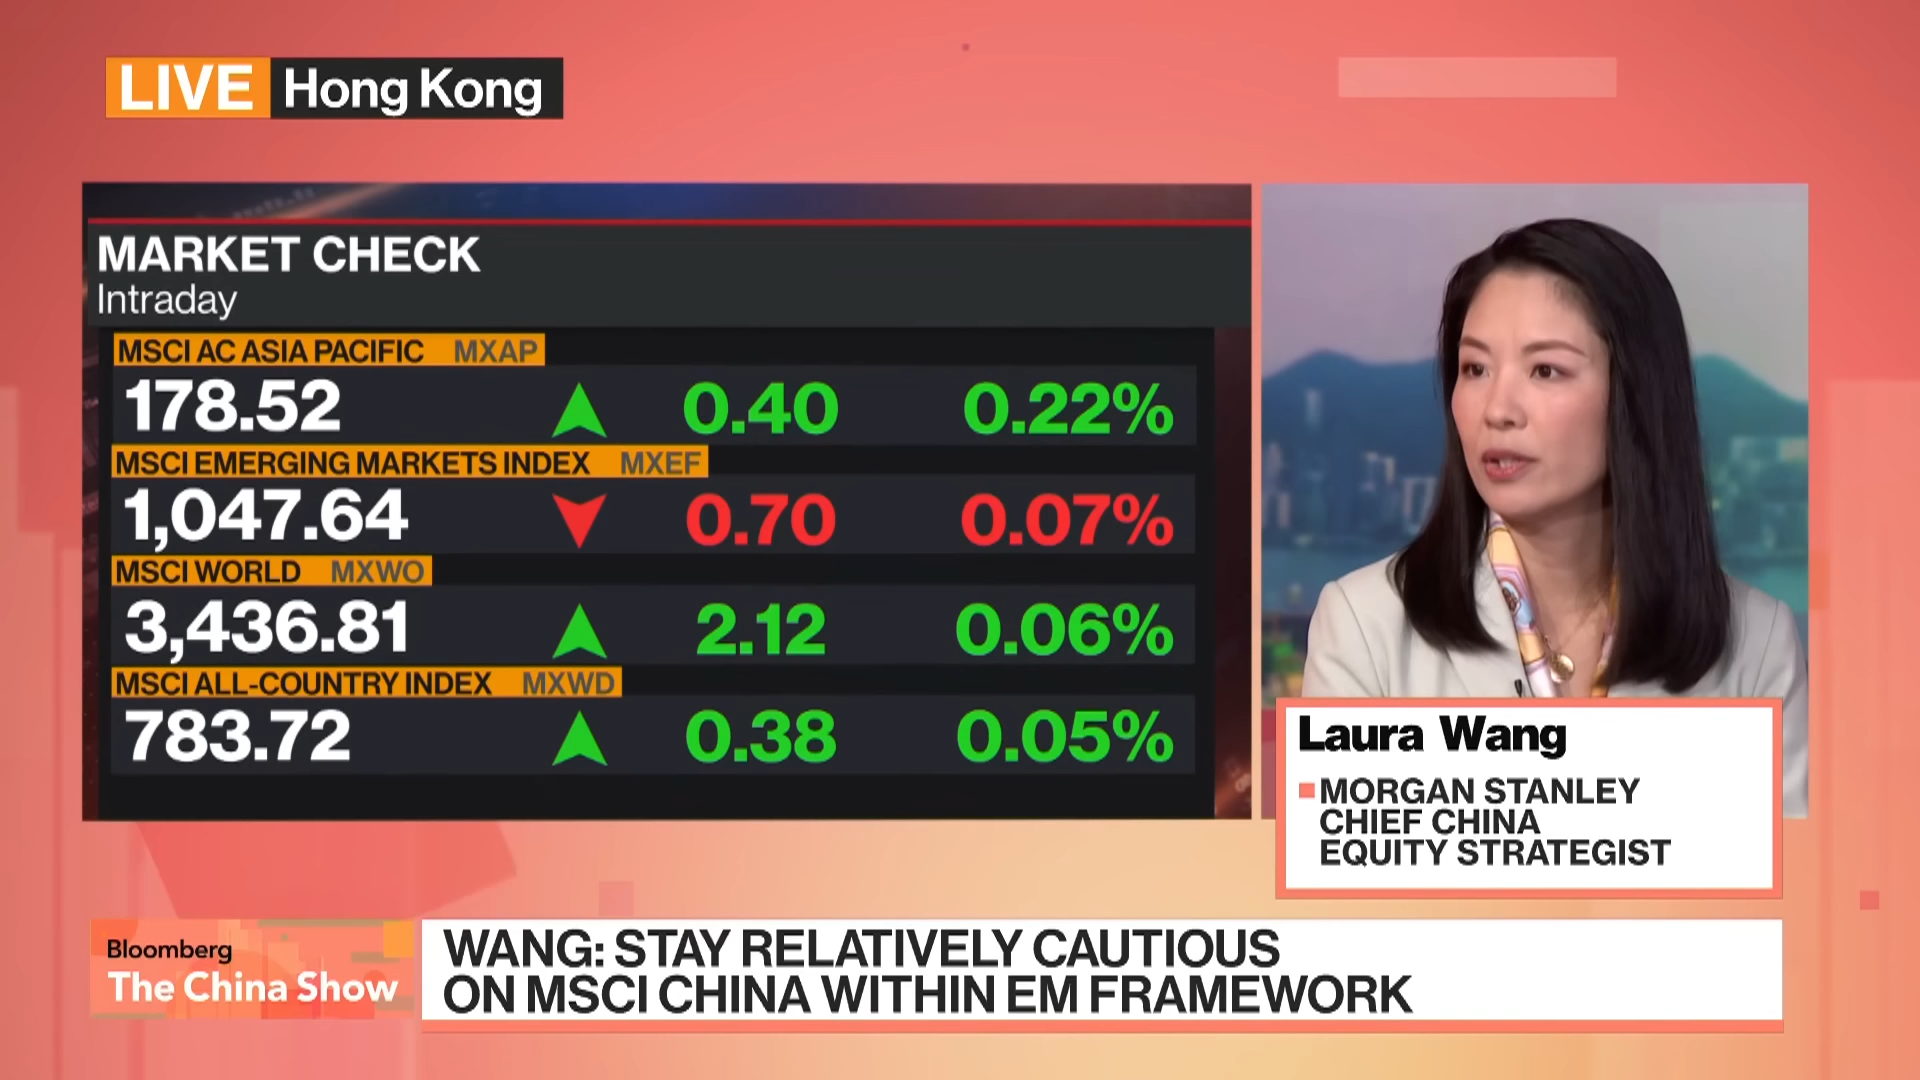 LIVE Hong Kong
MARKET CHECK
Intraday
MSCI AC ASIA PACIFIC MXAP
178.52 0.40 0.22%
MSCI EMERGING MARKETS INDEX MXEF
1,047.64 0.70 0.07%
MSCI WORLD MXWO
3,436.81 2.12 0.06%
MSCI ALL-COUNTRY INDEX MXWD
783.72 0.38 0.05%
Laura Wang
MORGAN STANLEY
CHIEF CHINA
EQUITY STRATEGIST
Bloomberg
The China Show
WANG: STAY RELATIVELY CAUTIOUS
ON MSCI CHINA WITHIN EM FRAMEWORK